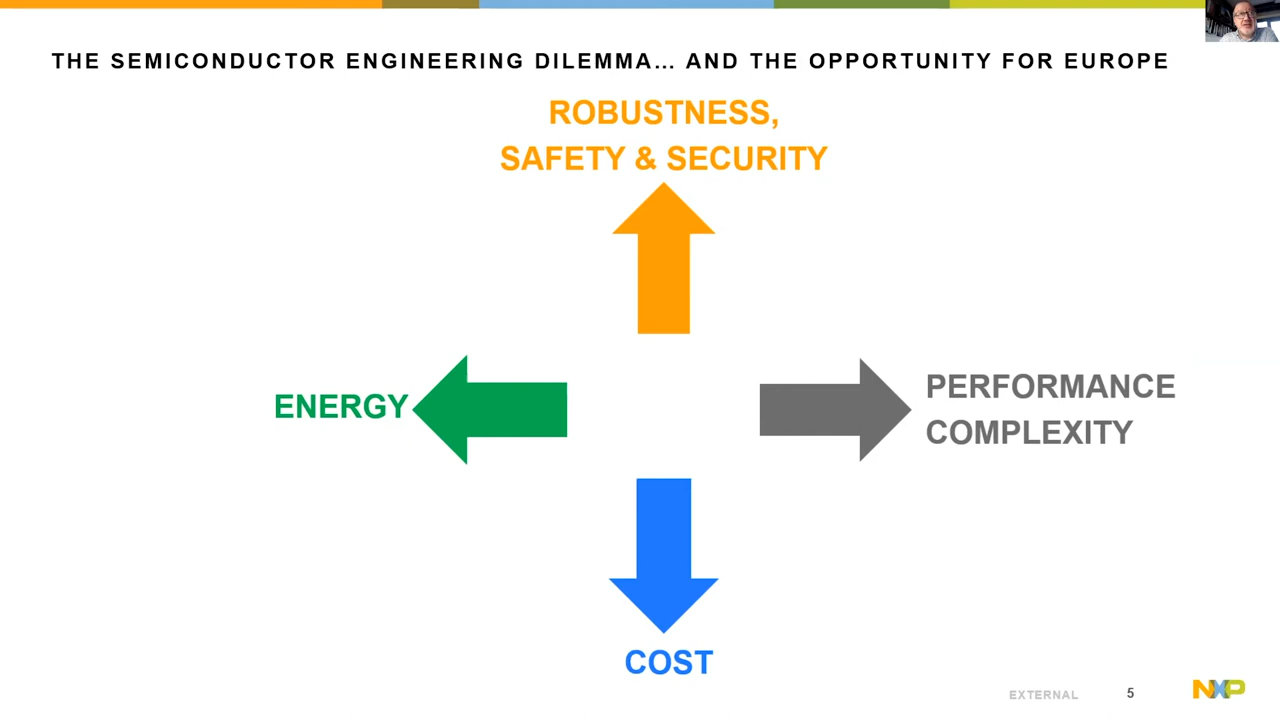 THE SEMICONDUCTOR ENGINEERING DILEMMA... AND THE OPPORTUNITY FOR EUROPE
ROBUSTNESS,
SAFETY & SECURITY
ENERGY
PERFORMANCE
COMPLEXITY
COST
EXTERNAL 5 NXP